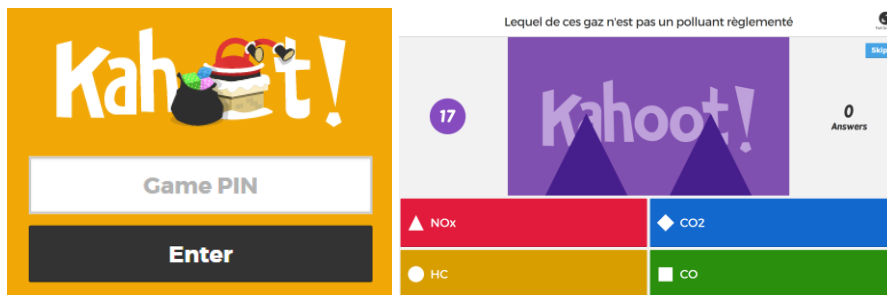 Kahoot!
Game PIN
Enter
Lequel de ces gaz n'est pas un polluant règlementé
Skip
17
Kahoot!
0
Answers
NOx
CO2
HC
CO